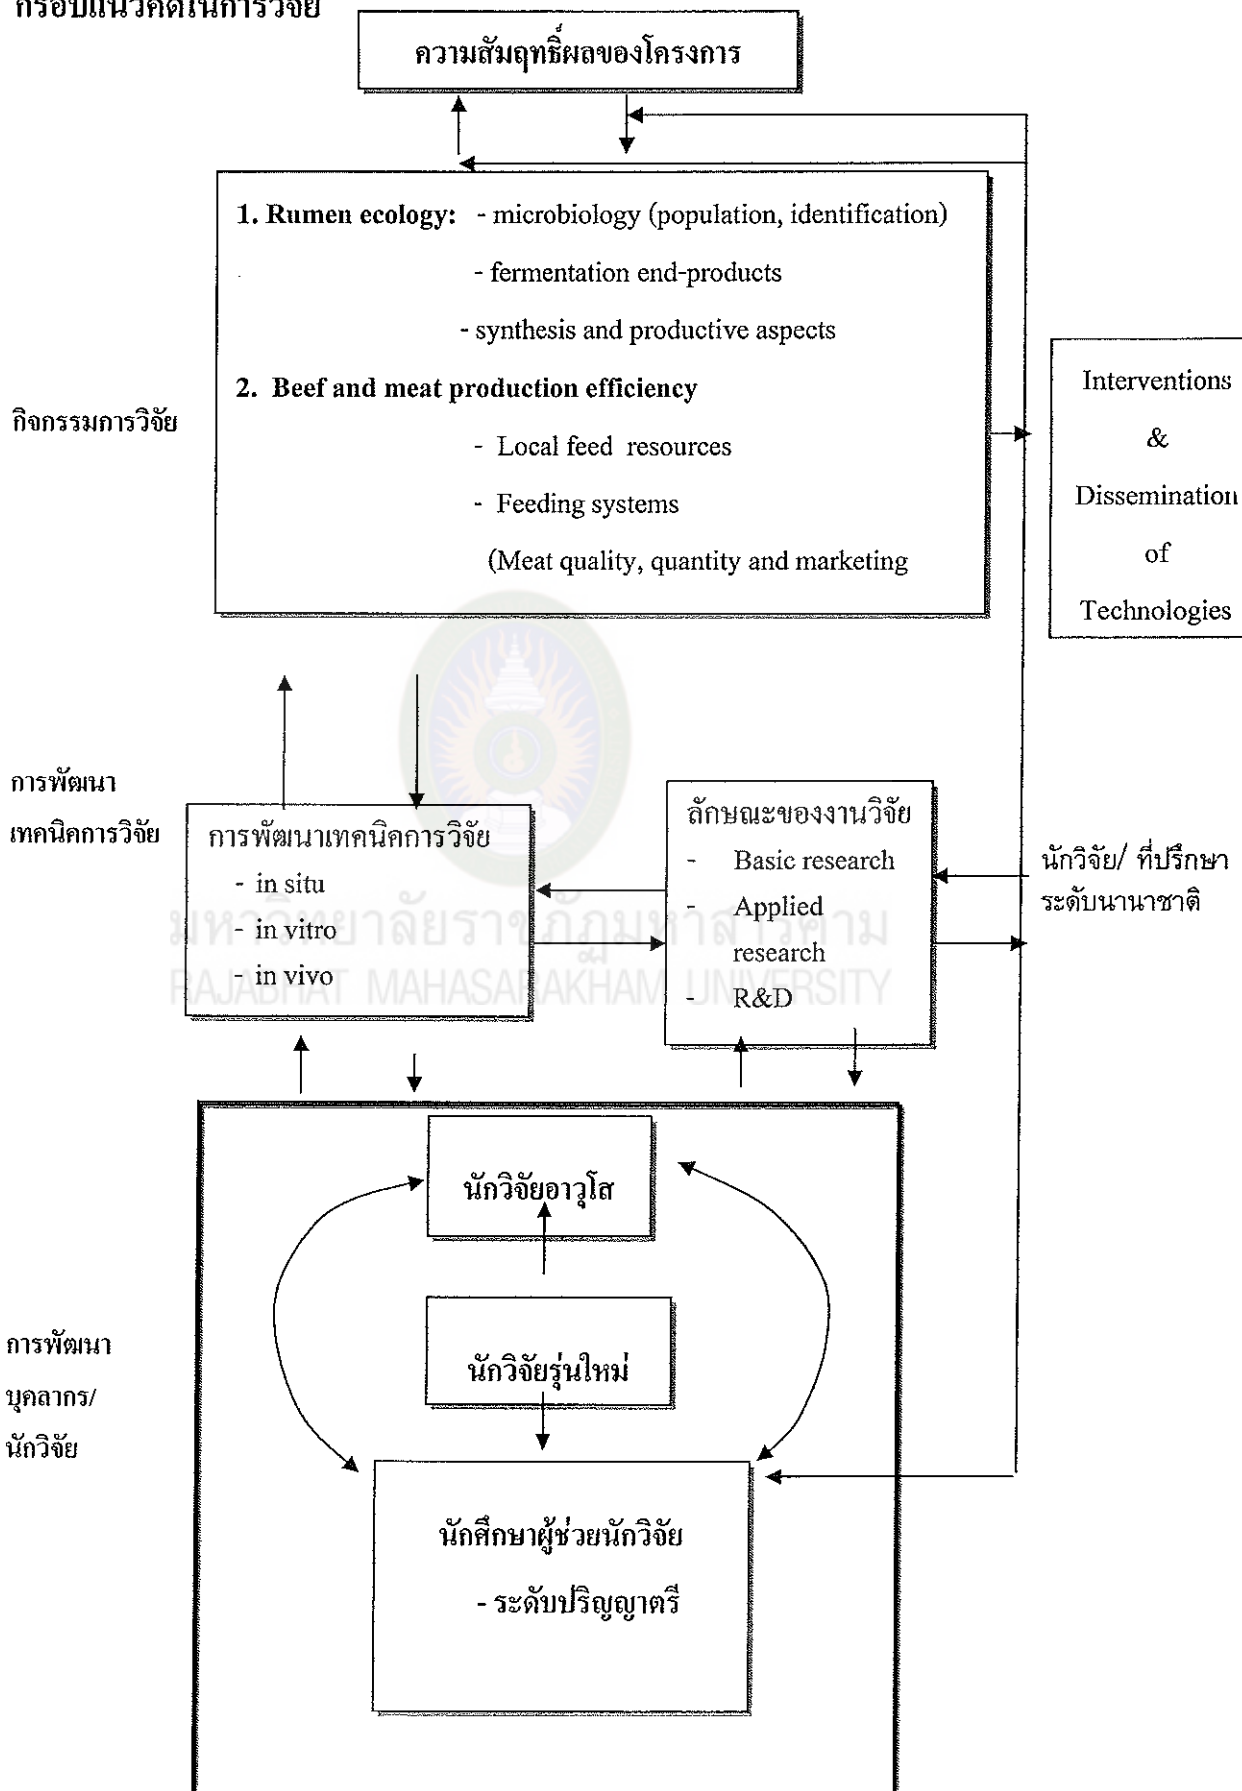 กรอบแนวคิดในการวิจัย
ความสัมฤทธิ์ผลของโครงการ
1. Rumen ecology: - microbiology (population, identification)
- fermentation end-products
- synthesis and productive aspects
2. Beef and meat production efficiency
- Local feed resources
- Feeding systems
(Meat quality, quantity and marketing
กิจกรรมการวิจัย
Interventions
&
Dissemination
of
Technologies
การพัฒนา
เทคนิคการวิจัย
การพัฒนาเทคนิคการวิจัย
- in situ
- in vitro
- in vivo
ลักษณะของงานวิจัย
- Basic research
- Applied
research
- R&D
นักวิจัย/ ที่ปรึกษา
ระดับนานาชาติ
มหาวิทยาลัยราชภัฏมหาสารคาม
RAJABHAT MAHASARAKHAM UNIVERSITY
นักวิจัยอาวุโส
นักวิจัยรุ่นใหม่
การพัฒนา
บุคลากร/
นักวิจัย
นักศึกษาผู้ช่วยนักวิจัย
- ระดับปริญญาตรี